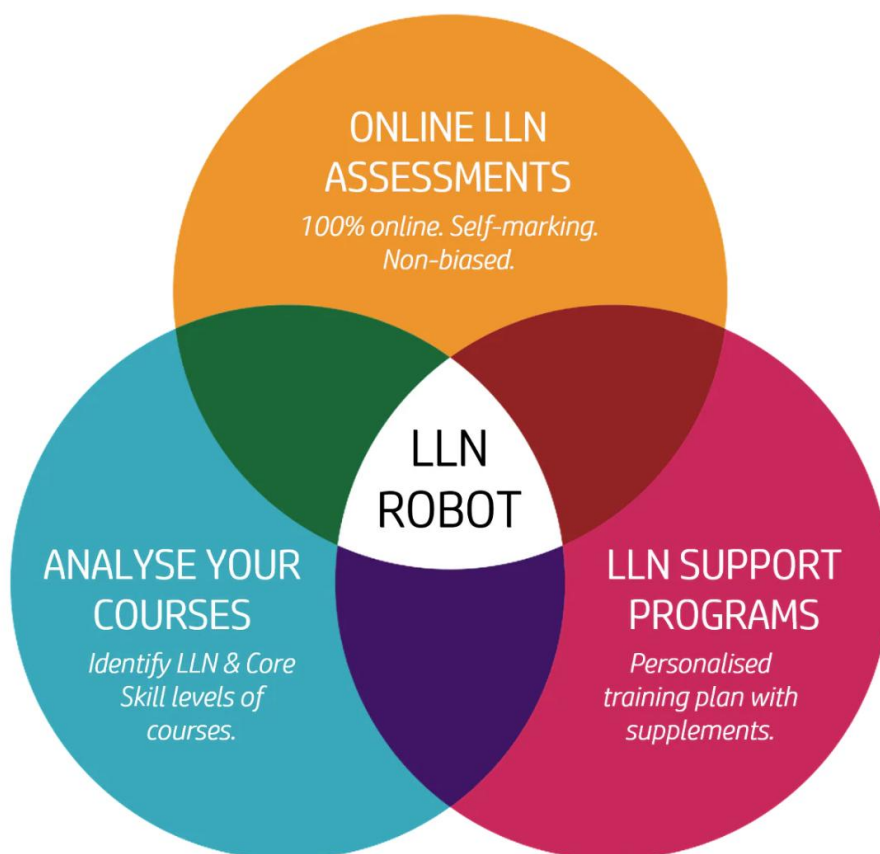 ONLINE LLN
ASSESSMENTS
100% online. Self-marking.
Non-biased.
LLN
ROBOT
ANALYSE YOUR
COURSES
Identify LLN & Core
Skill levels of
courses.
LLN SUPPORT
PROGRAMS
Personalised
training plan with
supplements.